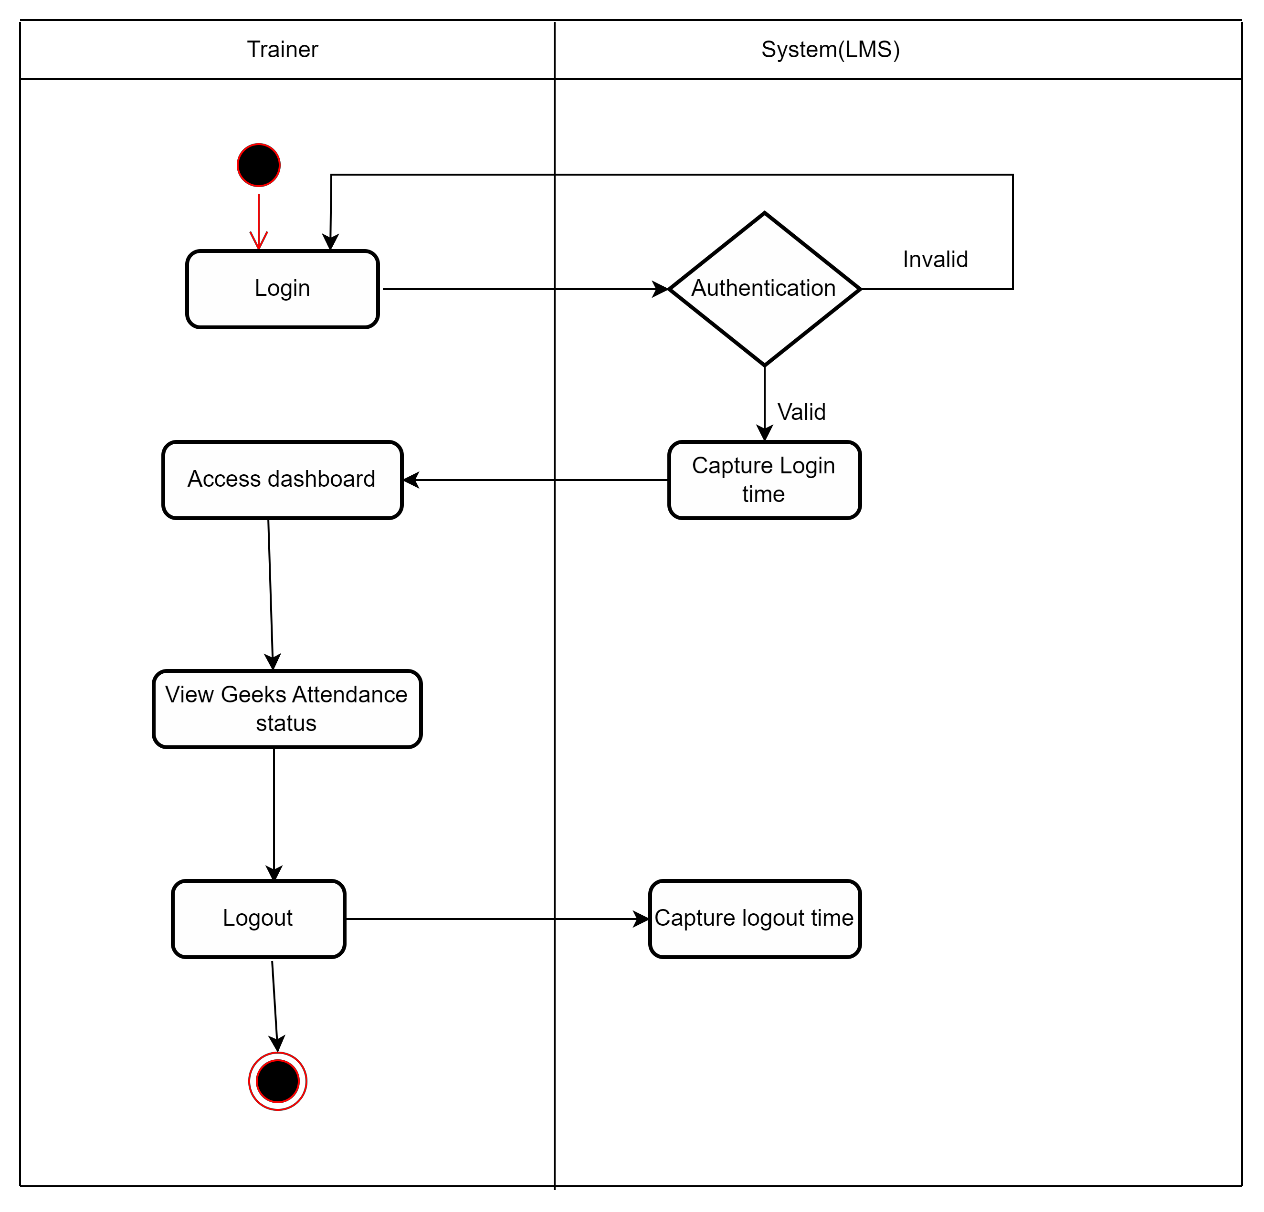 Trainer
System(LMS)
Login
Authentication
Invalid
Valid
Access dashboard
Capture Login
time
View Geeks Attendance
status
Logout
Capture logout time